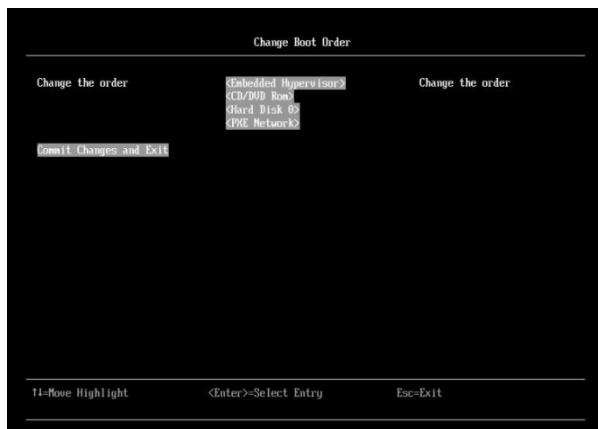 Change Boot Order
Change the order <Embedded Hypervisor> Change the order
<CD/DVD Rom>
<Hard Disk 0>
<PXE Network>
Commit Changes and Exit
↑↓=Move Highlight <Enter>=Select Entry Esc=Exit